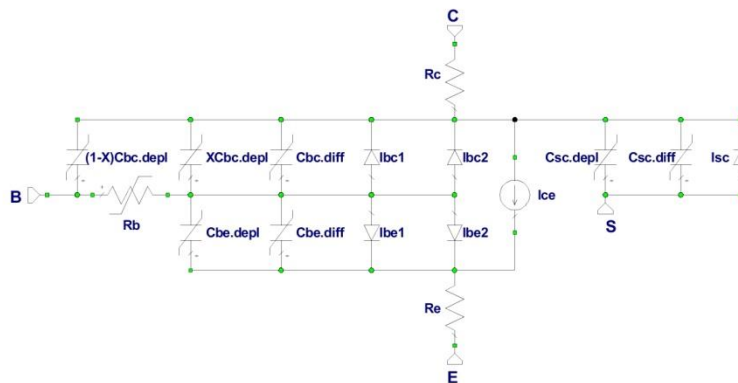 C
Rc
(1-X)Cbc.depl XCbc.depl Cbc.diff Ibc1 Ibc2 Csc.depl Csc.diff Isc
B
Rb
Ice
S
Cbe.depl Cbe.diff Ibe1 Ibe2
Re
E